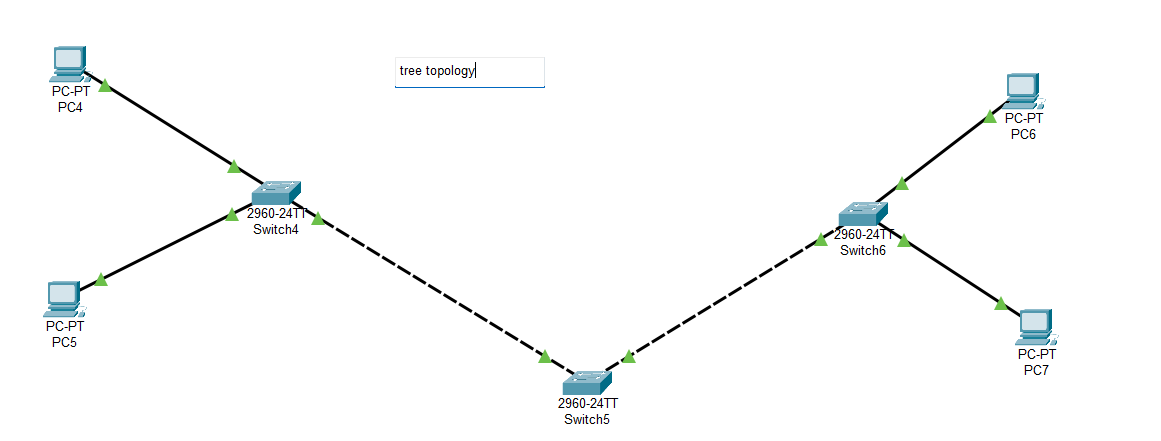 tree topology
PC-PT
PC4
PC-PT
PC6
2960-24TT
Switch4
2960-24TT
Switch6
PC-PT
PC5
PC-PT
PC7
2960-24TT
Switch5